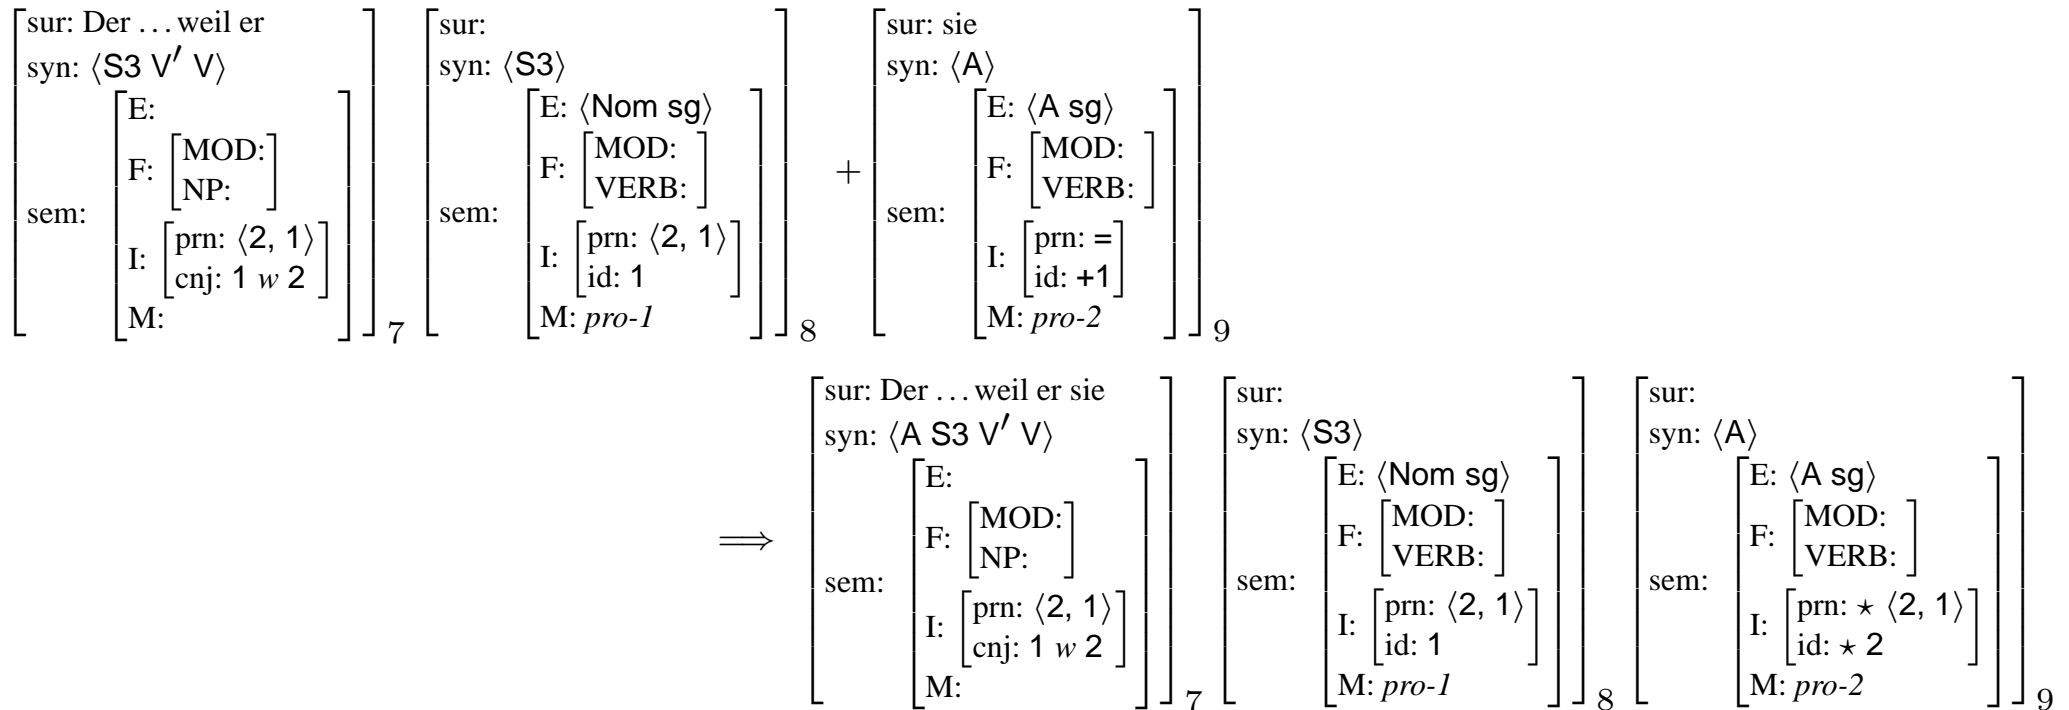 sur: Der … weil er
syn: ⟨S3 V′ V⟩
sem:
E:
F: MOD:
NP:
I: prn: ⟨2, 1⟩
cnj: 1 w 2
M:
7
sur:
syn: ⟨S3⟩
sem:
E: ⟨Nom sg⟩
F: MOD:
VERB:
I: prn: ⟨2, 1⟩
id: 1
M: pro-1
8
+
sur: sie
syn: ⟨A⟩
sem:
E: ⟨A sg⟩
F: MOD:
VERB:
I: prn: =
id: +1
M: pro-2
9
⟹
sur: Der … weil er sie
syn: ⟨A S3 V′ V⟩
sem:
E:
F: MOD:
NP:
I: prn: ⟨2, 1⟩
cnj: 1 w 2
M:
7
sur:
syn: ⟨S3⟩
sem:
E: ⟨Nom sg⟩
F: MOD:
VERB:
I: prn: ⟨2, 1⟩
id: 1
M: pro-1
8
sur:
syn: ⟨A⟩
sem:
E: ⟨A sg⟩
F: MOD:
VERB:
I: prn: ⋆ ⟨2, 1⟩
id: ⋆ 2
M: pro-2
9